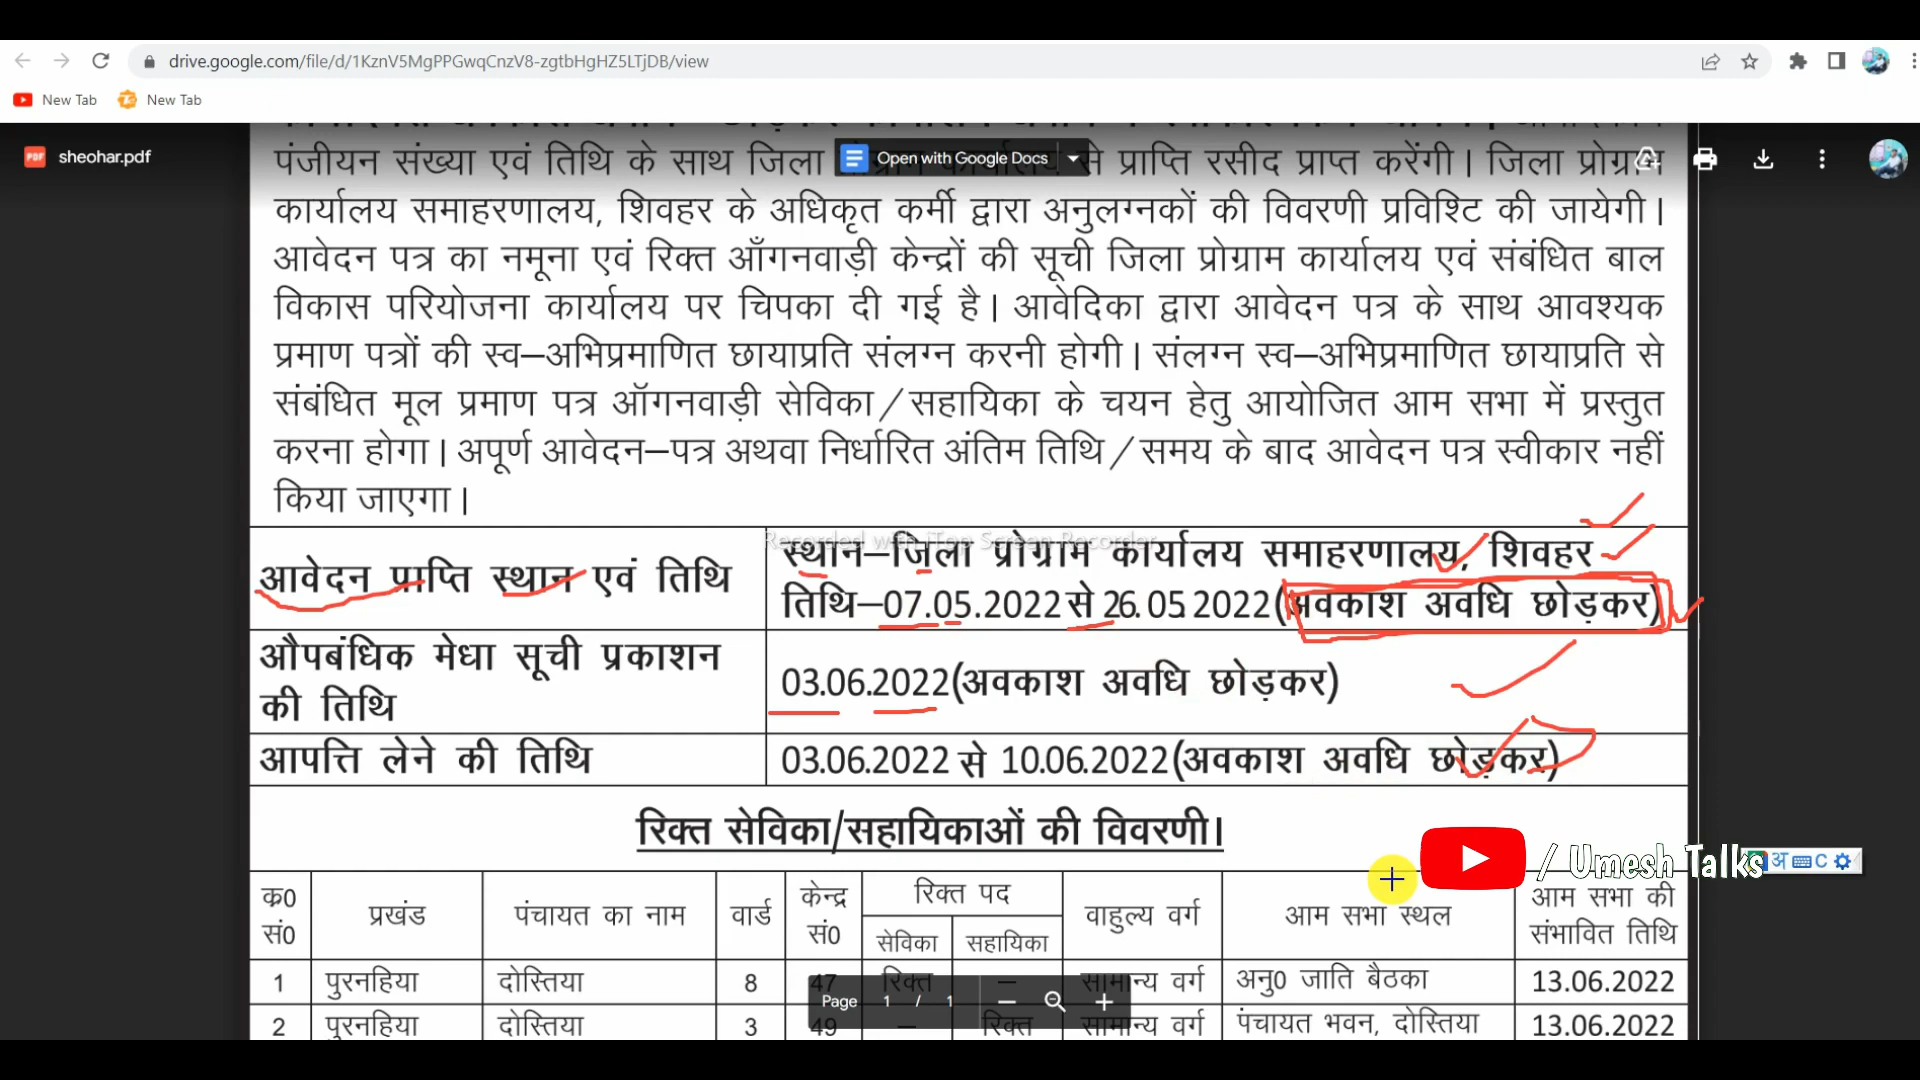 drive.google.com/file/d/1KznV5MgPPGwqCnzV8-zgtbHgHZ5LTjDB/view
New Tab New Tab
PDF sheohar.pdf
Open with Google Docs
पंजीयन संख्या एवं तिथि के साथ जिला प्रोग्राम कार्यालय से प्राप्ति रसीद प्राप्त करेंगी। जिला प्रोग्राम
कार्यालय समाहरणालय, शिवहर के अधिकृत कर्मी द्वारा अनुलग्नकों की विवरणी प्रविश्टि की जायेगी।
आवेदन पत्र का नमूना एवं रिक्त आँगनवाड़ी केन्द्रों की सूची जिला प्रोग्राम कार्यालय एवं संबंधित बाल
विकास परियोजना कार्यालय पर चिपका दी गई है। आवेदिका द्वारा आवेदन पत्र के साथ आवश्यक
प्रमाण पत्रों की स्व–अभिप्रमाणित छायाप्रति संलग्न करनी होगी। संलग्न स्व–अभिप्रमाणित छायाप्रति से
संबंधित मूल प्रमाण पत्र ऑगनवाड़ी सेविका/सहायिका के चयन हेतु आयोजित आम सभा में प्रस्तुत
करना होगा। अपूर्ण आवेदन–पत्र अथवा निर्धारित अंतिम तिथि/समय के बाद आवेदन पत्र स्वीकार नहीं
किया जाएगा।
Recorded with iTop Screen Recorder
आवेदन प्राप्ति स्थान एवं तिथि
स्थान–जिला प्रोग्राम कार्यालय समाहरणालय, शिवहर
तिथि–07.05.2022 से 26.05.2022(अवकाश अवधि छोड़कर)
औपबंधिक मेधा सूची प्रकाशन
की तिथि
03.06.2022(अवकाश अवधि छोड़कर)
आपत्ति लेने की तिथि 03.06.2022 से 10.06.2022(अवकाश अवधि छोड़कर)
रिक्त सेविका/सहायिकाओं की विवरणी।
/ Umesh Talks
अ C
क्र0 सं0 प्रखंड पंचायत का नाम वार्ड केन्द्र सं0 रिक्त पद वाहुल्य वर्ग आम सभा स्थल आम सभा की संभावित तिथि
सेविका सहायिका
1 पुरनहिया दोस्तिया 8 47 रिक्त – सामान्य वर्ग अनु0 जाति बैठका 13.06.2022
Page 1 / 1
2 पुरनहिया दोस्तिया 3 49 – रिक्त सामान्य वर्ग पंचायत भवन, दोस्तिया 13.06.2022